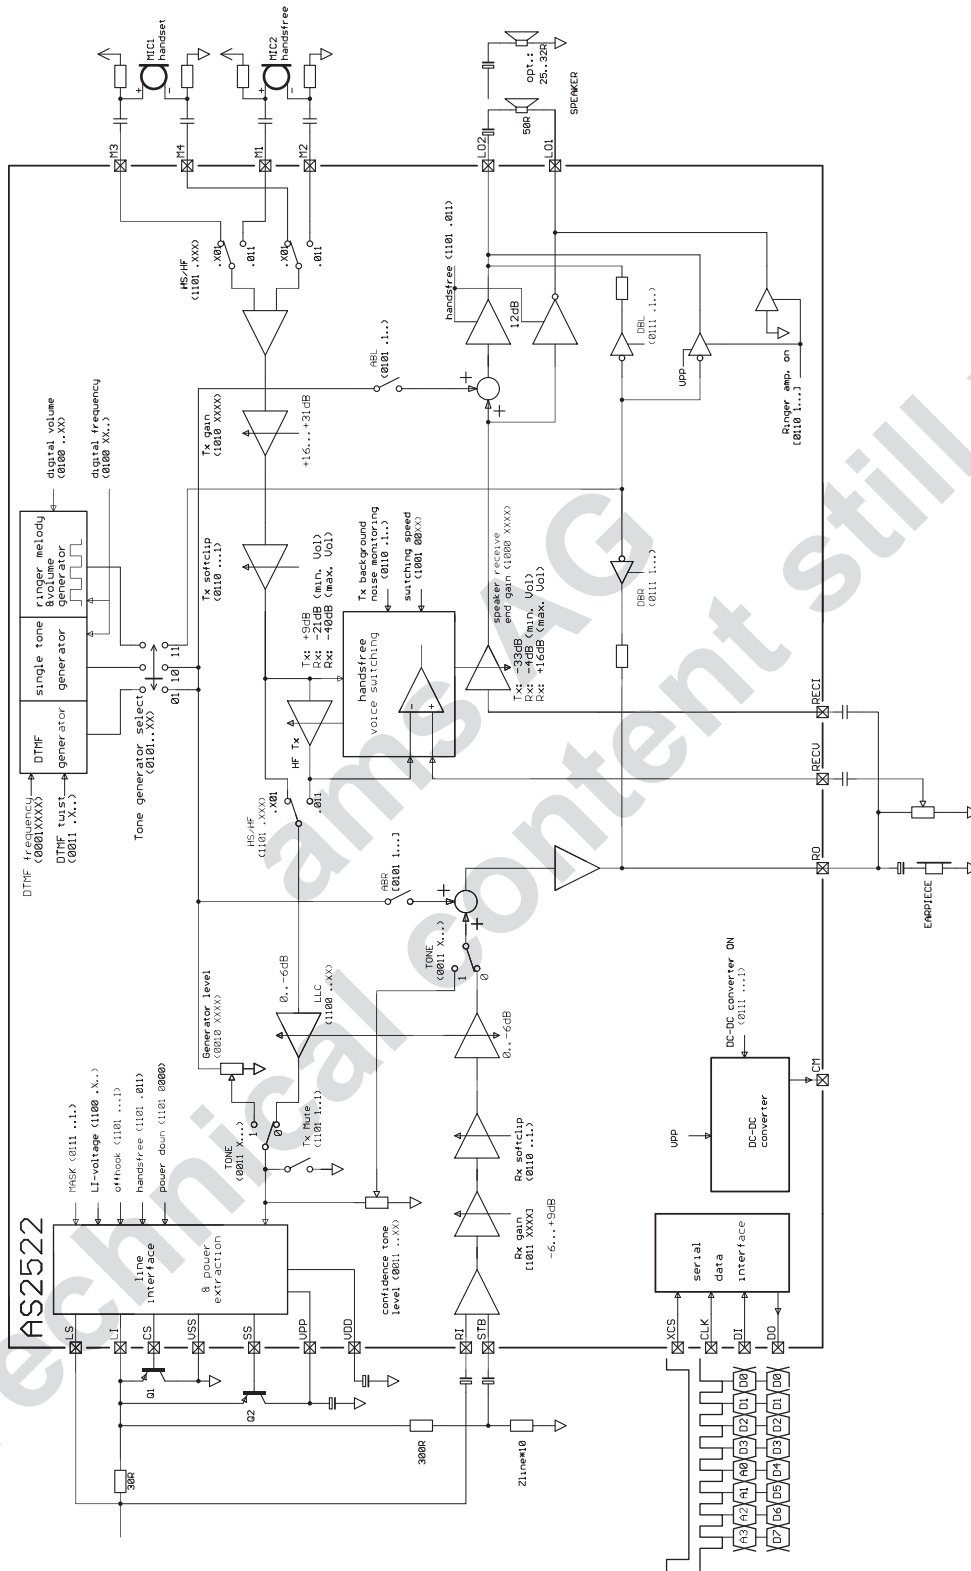 AS2522
MASK (0111 ..1.)
LI-voltage (1100 .X..)
offhook (1101 ...1)
handsfree (1101 .011)
power down (1101 0000)
line
interface
& power
extraction
LS
LI
CS
VSS
SS
VPP
VDD
RI
STB
Q1
Q2
30R
300R
Zline*10
DTMF frequency
(0001XXXX)
DTMF twist
(0011 .X..)
DTMF
generator
single tone
generator
ringer melody
&volume
generator
digital volume
(0100 ..XX)
digital frequency
(0100 XX..)
Tone generator select
(0101..XX)
01
10
11
Generator level
(0010 XXXX)
TONE
(0011 X...)
1
0
Tx Mute
(1101 1..1)
confidence tone
level (0011 ..XX)
0..-6dB
LLC
(1100 ..XX)
HS/HF
(1101 .XXX)
.X01
.011
HF Tx
Tx: +9dB
Rx: -21dB (min. Vol)
Rx: -40dB (max. Vol)
handsfree
voice switching
-
+
Tx background
noise monitoring
(0110 .1..)
switching speed
(1001 00XX)
Tx softclip
(0110 ...1)
Tx gain
(1010 XXXX)
+16...+31dB
HS/HF
(1101 .XXX)
.X01
.011
.X01
.011
M3
M4
M1
M2
MIC1
handset
+
-
MIC2
handsfree
+
-
ABL
(0101 .1..)
+
+
handsfree (1101 .011)
12dB
LO2
LO1
50R
opt.:
25..32R
SPEAKER
DBL
(0111 .1..)
VPP
Ringer amp. on
[0110 1...]
speaker receive
end gain (1000 XXXX)
Tx: -33dB
Rx: -4dB (min. Vol)
Rx: +16dB (max. Vol)
DBR
(0111 1...)
ABR
[0101 1...]
+
+
TONE
(0011 X...)
1
0
0..-6dB
Rx softclip
(0110 ..1.)
Rx gain
[1011 XXXX]
-6...+9dB
RECI
RECV
RO
EARPIECE
DC-DC converter ON
(0111 ...1)
VPP
DC-DC
converter
CM
serial
data
interface
XCS
CLK
DI
DO
A3 A2 A1 A0 D3 D2 D1 D0
D7 D6 D5 D4 D3 D2 D1 D0
ams AG
technical content still